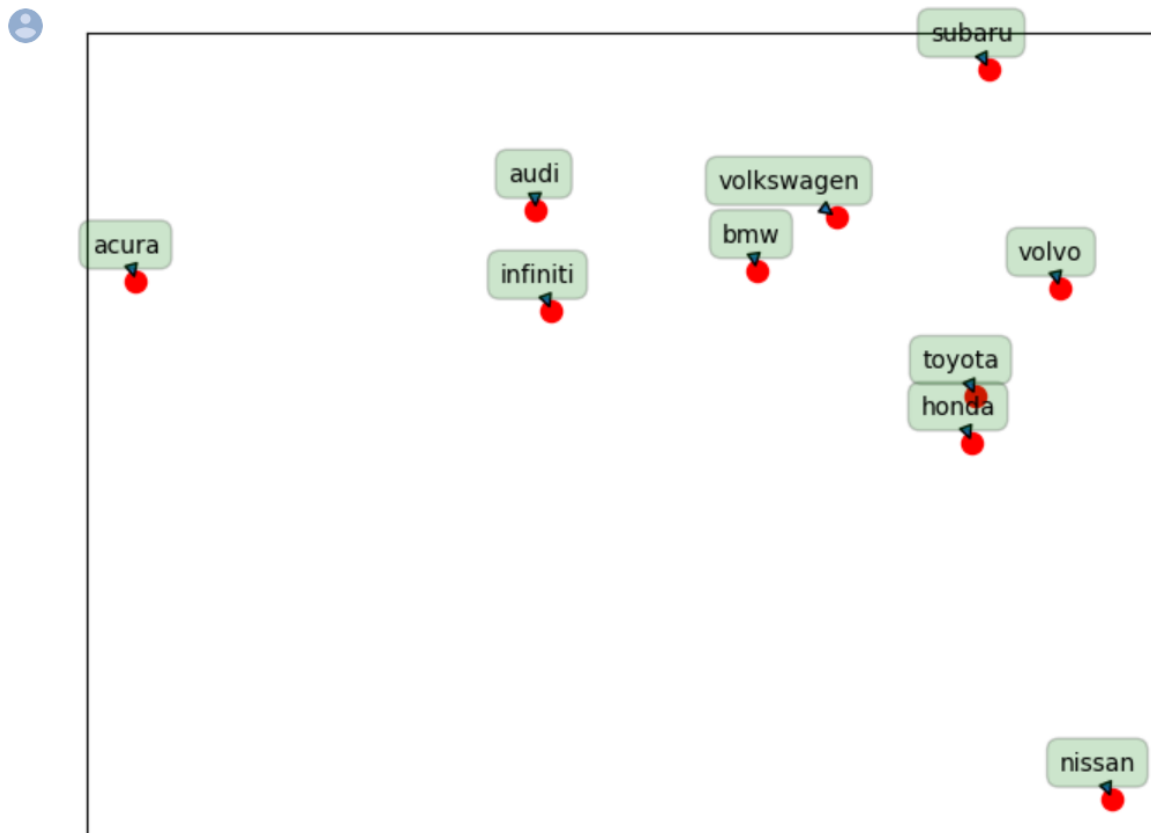 subaru
audi
volkswagen
bmw
acura
volvo
infiniti
toyota
honda
nissan